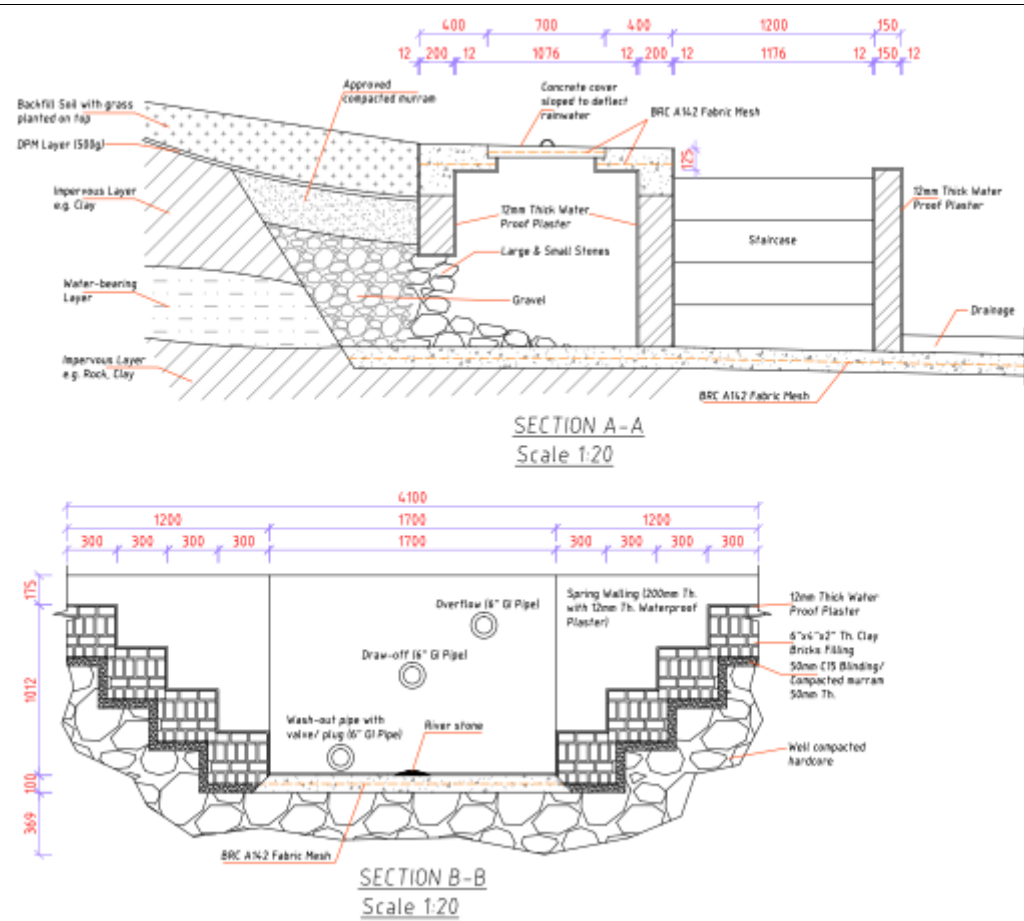 400 700 400 1200 150
12 200 12 1076 12 200 12 1176 12 150 12
Approved
compacted murram
Concrete cover
sloped to deflect
rainwater
BRC A142 Fabric Mesh
Backfill Soil with grass
planted on top
DPM Layer (500g)
125
Impervous Layer
e.g. Clay
12mm Thick Water
Proof Plaster
12mm Thick Water
Proof Plaster
Large & Small Stones
Staircase
Water-bearing
Layer
Gravel
Drainage
Impervous Layer
e.g. Rock, Clay
BRC A142 Fabric Mesh
SECTION A-A
Scale 1:20
4100
1200 1700 1200
300 300 300 300 1700 300 300 300 300
175
Spring Walling (200mm Th.
with 12mm Th. Waterproof
Plaster)
12mm Thick Water
Proof Plaster
Overflow (6" GI Pipe)
6"x4"x2" Th. Clay
Bricks Filling
Draw-off (6" GI Pipe)
50mm C15 Blinding/
Compacted murram
50mm Th.
1012
Wash-out pipe with
valve/ plug (6" GI Pipe)
River stone
Well compacted
hardcore
100
369
BRC A142 Fabric Mesh
SECTION B-B
Scale 1:20